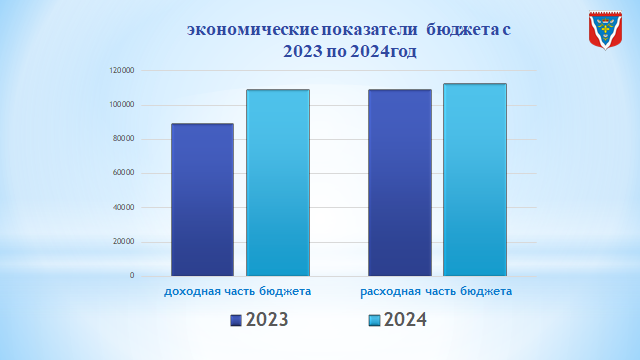 экономические показатели бюджета с
2023 по 2024год
120000
100000
80000
60000
40000
20000
0
доходная часть бюджета расходная часть бюджета
2023 2024